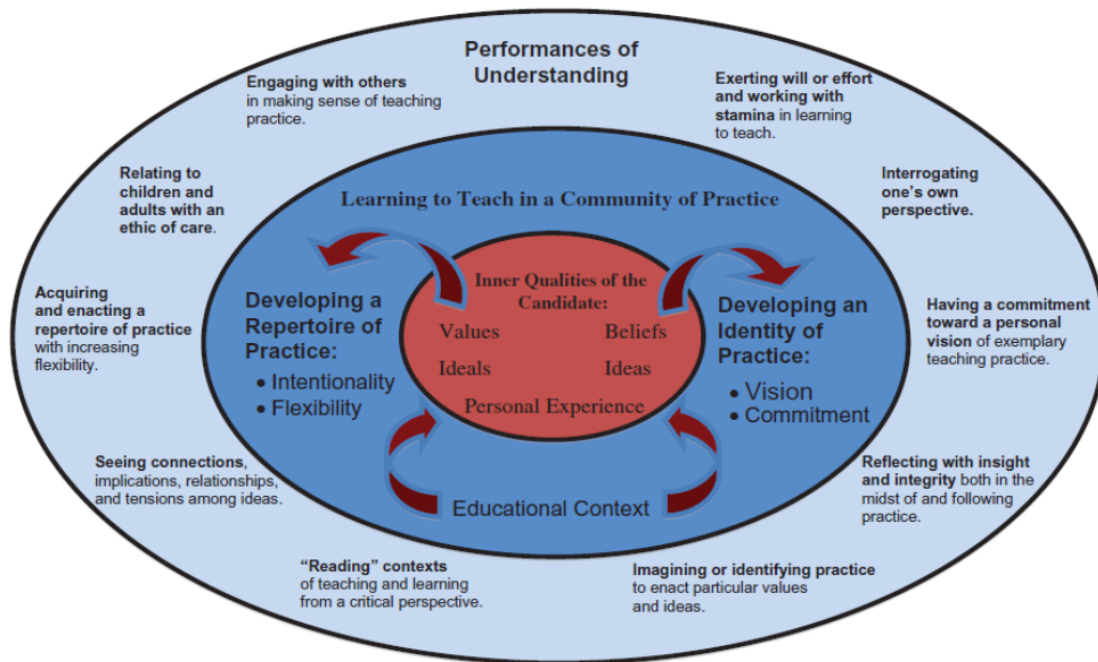 Performances of
Understanding
Engaging with others
in making sense of teaching
practice.
Exerting will or effort
and working with
stamina in learning
to teach.
Relating to
children and
adults with an
ethic of care.
Interrogating
one's own
perspective.
Learning to Teach in a Community of Practice
Acquiring
and enacting a
repertoire of practice
with increasing
flexibility.
Developing a
Repertoire of
Practice:
• Intentionality
• Flexibility
Inner Qualities of the
Candidate:
Values Beliefs
Ideals Ideas
Personal Experience
Developing an
Identity of
Practice:
• Vision
• Commitment
Having a commitment
toward a personal
vision of exemplary
teaching practice.
Seeing connections,
implications, relationships,
and tensions among ideas.
Educational Context
Reflecting with insight
and integrity both in the
midst of and following
practice.
“Reading” contexts
of teaching and learning
from a critical perspective.
Imagining or identifying practice
to enact particular values
and ideas.